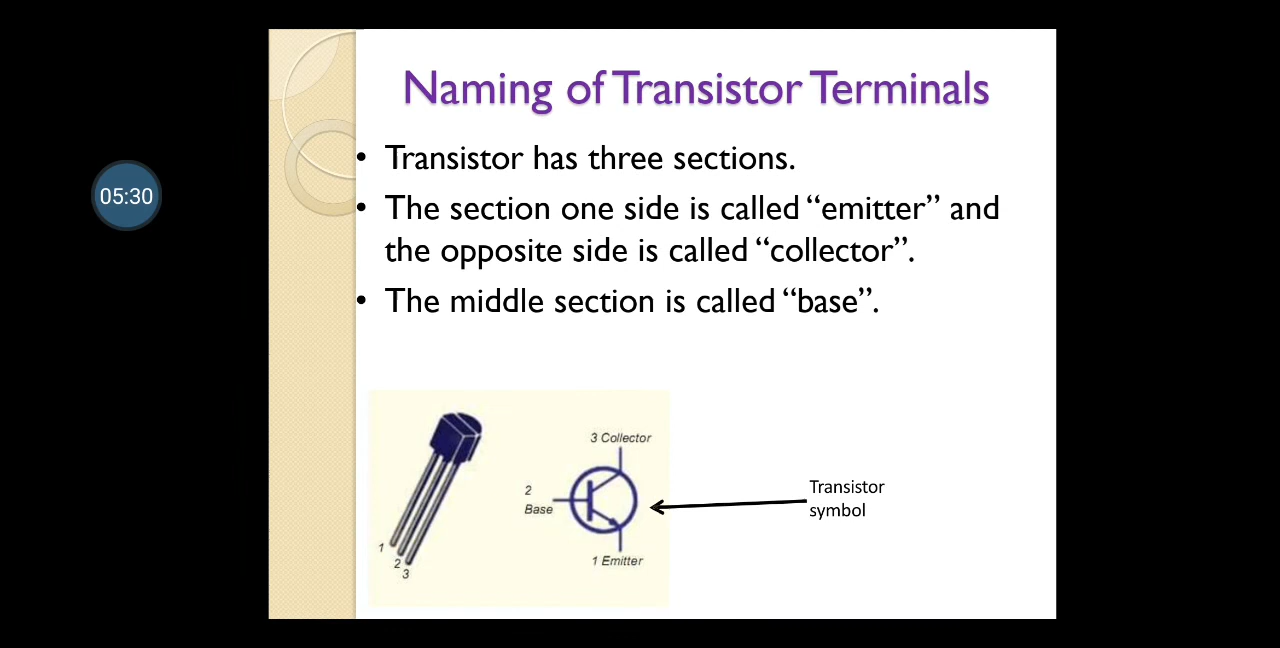 Naming of Transistor Terminals
• Transistor has three sections.
05:30
• The section one side is called “emitter” and
the opposite side is called “collector”.
• The middle section is called “base”.
3 Collector
2
Base
Transistor
symbol
1
2
3
1 Emitter